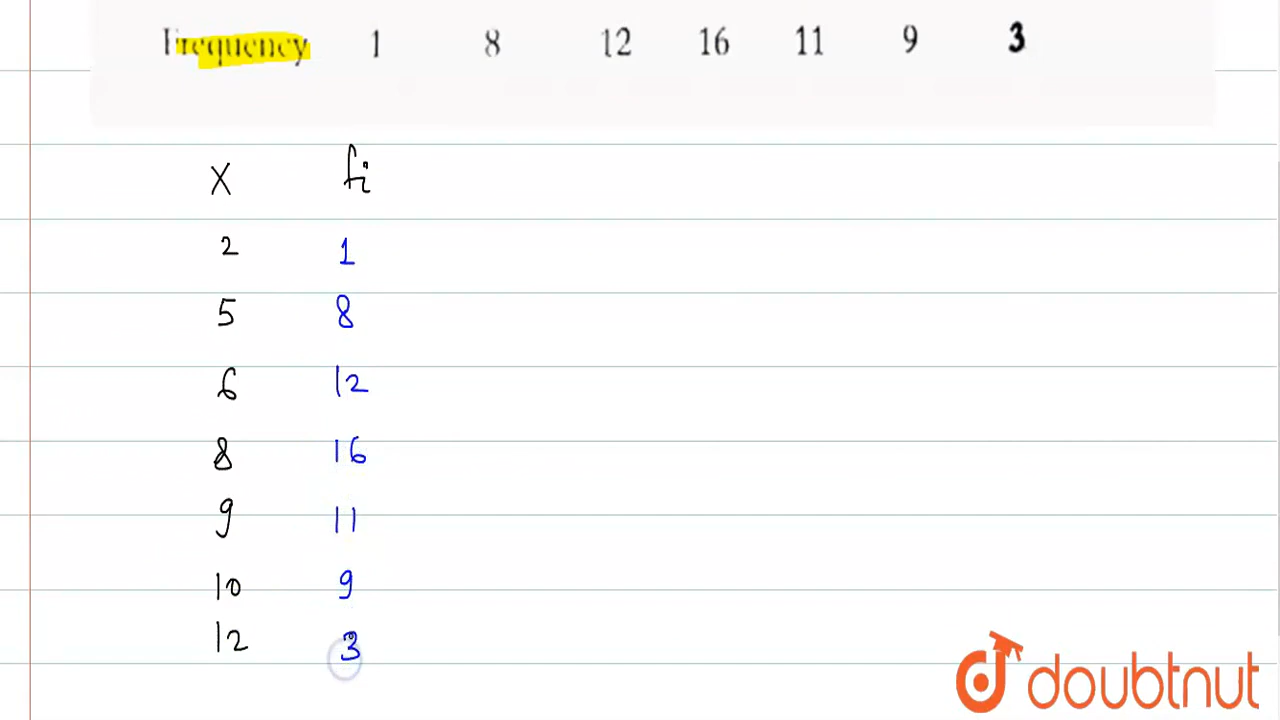 Frequency 1 8 12 16 11 9 3
X fi
2 1
5 8
6 12
8 16
9 11
10 9
12 3
doubtnut